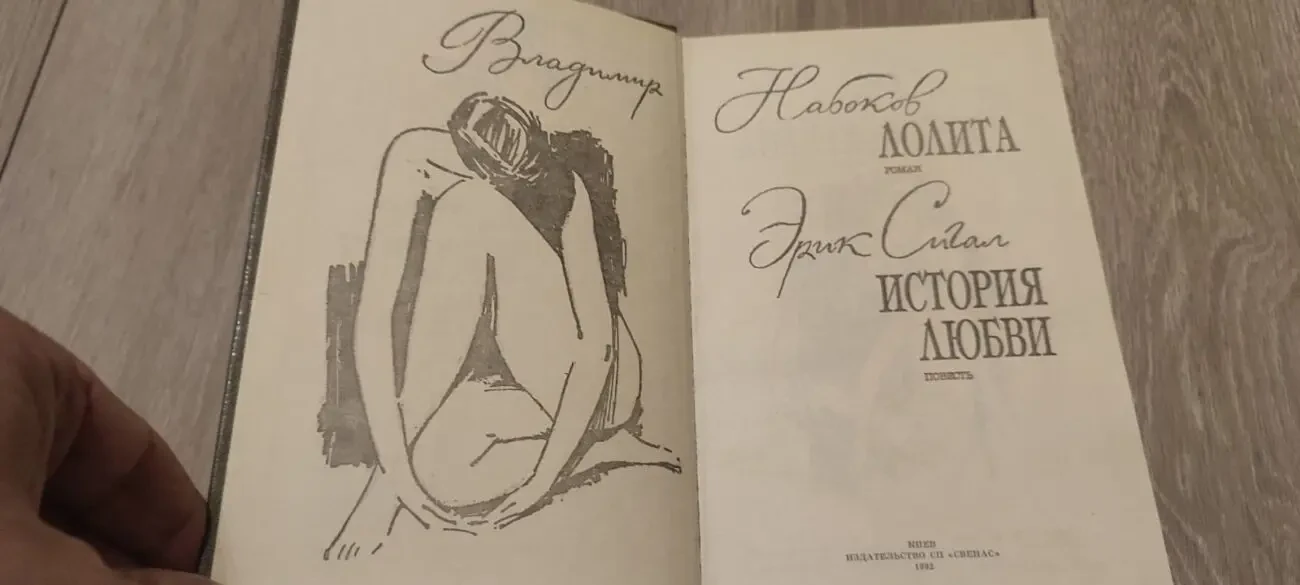 Владимир
Набоков
ЛОЛИТА
РОМАН
Эрик Сигал
ИСТОРИЯ
ЛЮБВИ
ПОВЕСТЬ
КИЕВ
ИЗДАТЕЛЬСТВО СП «СВЕНАС»
1992